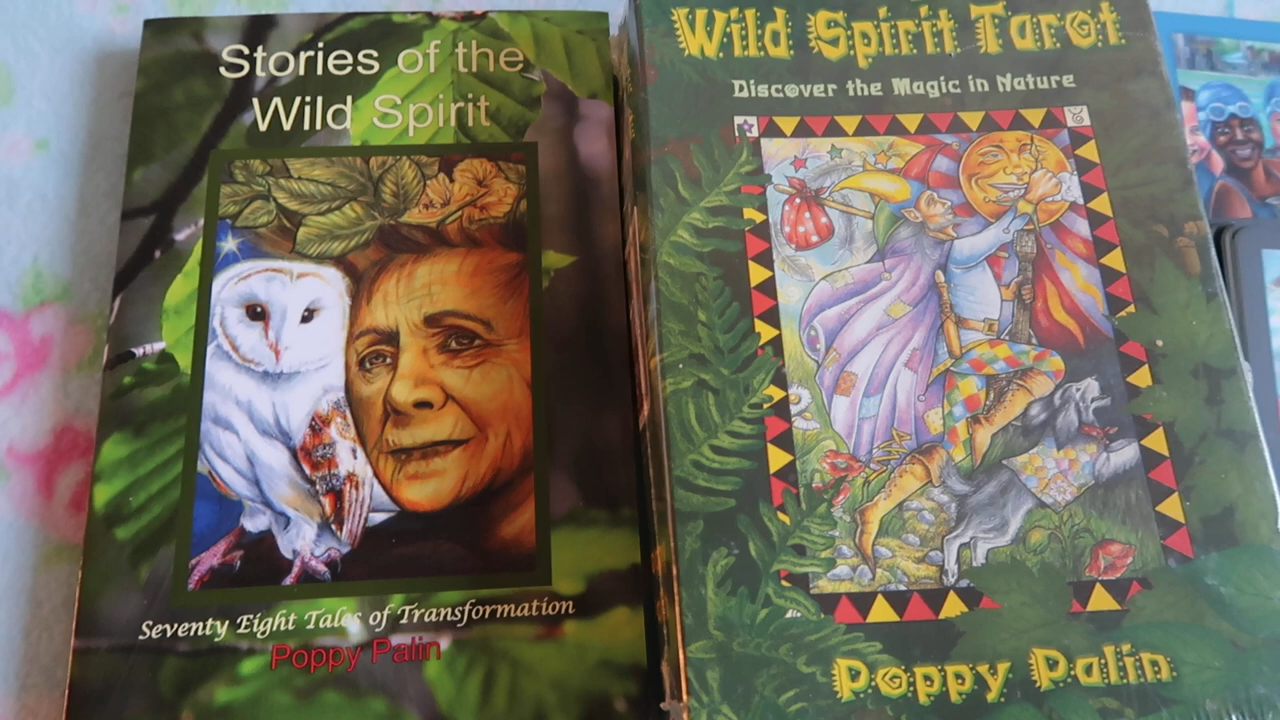 Stories of the
Wild Spirit
Seventy Eight Tales of Transformation
Poppy Palin
Wild Spirit Tarot
Discover the Magic in Nature
Poppy Palin